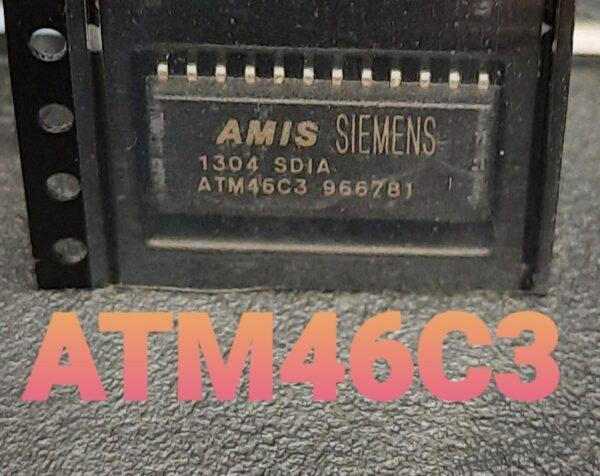 AMIS SIEMENS
1304 SDIA
ATM46C3 966781
ATM46C3